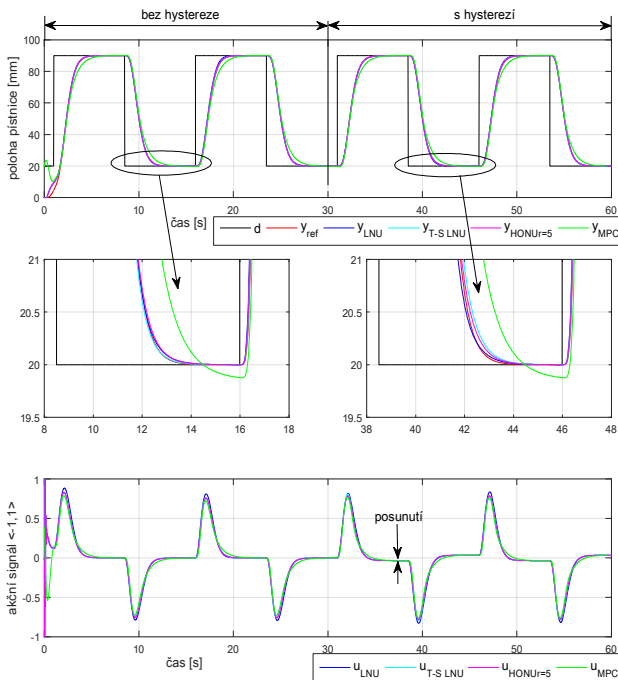 bez hystereze
s hysterezí
poloha pístnice [mm]
100
80
60
40
20
0
0 10 20 30 40 50 60
čas [s]
d y_ref y_LNU y_T-S LNU y_HONUr=5 y_MPC
21
20.5
20
19.5
8 10 12 14 16 18
21
20.5
20
19.5
38 40 42 44 46 48
akční signál <-1,1>
1
0.5
0
-0.5
-1
posunutí
0 10 20 30 40 50 60
čas [s]
u_LNU u_T-S LNU u_HONUr=5 u_MPC